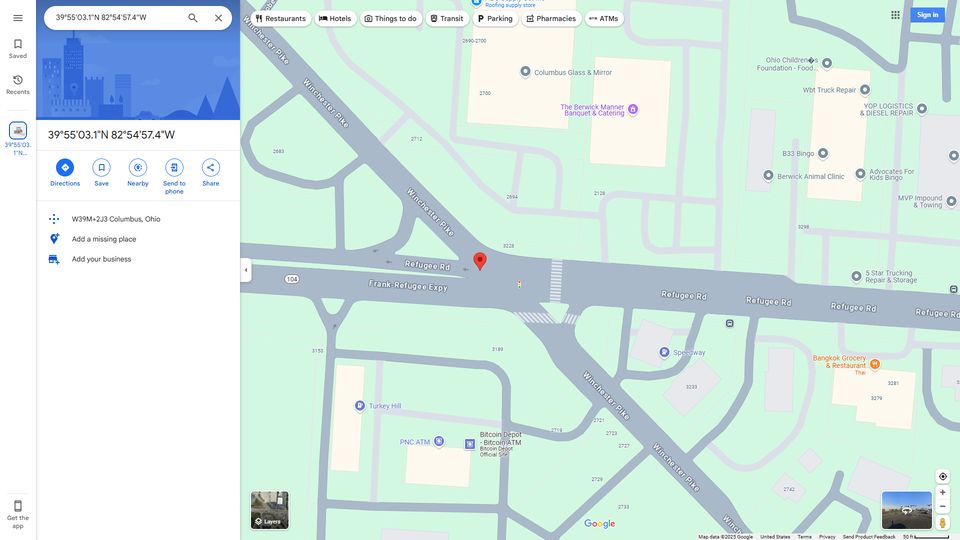 39°55'03.1"N 82°54'57.4"W
Restaurants
Hotels
Things to do
Transit
Parking
Pharmacies
ATMs
Sign in
Saved
Recents
39°55'03.
1"N...
Get the
app
39°55'03.1"N 82°54'57.4"W
Directions
Save
Nearby
Send to
phone
Share
W39M+2J3 Columbus, Ohio
Add a missing place
Add your business
Roofing supply store
2690-2700
Columbus Glass & Mirror
2700
The Berwick Manner
Banquet & Catering
Ohio Children�s
Foundation - Food...
Wbt Truck Repair
YOP LOGISTICS
& DIESEL REPAIR
B33 Bingo
Berwick Animal Clinic
Advocates For
Kids Bingo
MVP Impound
& Towing
Winchester Pike
Winchester Pike
2683
2712
2694
2128
3298
3228
5 Star Trucking
Repair & Storage
Refugee Rd
104
Frank-Refugee Expy
Refugee Rd
Refugee Rd
Refugee Rd
Refugee Rd
3153
3189
Speedway
3233
Bangkok Grocery
& Restaurant
Thai
3281
3279
Turkey Hill
PNC ATM
Bitcoin Depot
- Bitcoin ATM
Bitcoin Depot
Official Site
Winchester Pike
2719
2721
2723
2727
Winchester Pike
2729
2733
2742
Winchester Pike
Layers
Google
Map data ©2025 Google
United States
Terms
Privacy
Send Product Feedback
50 ft